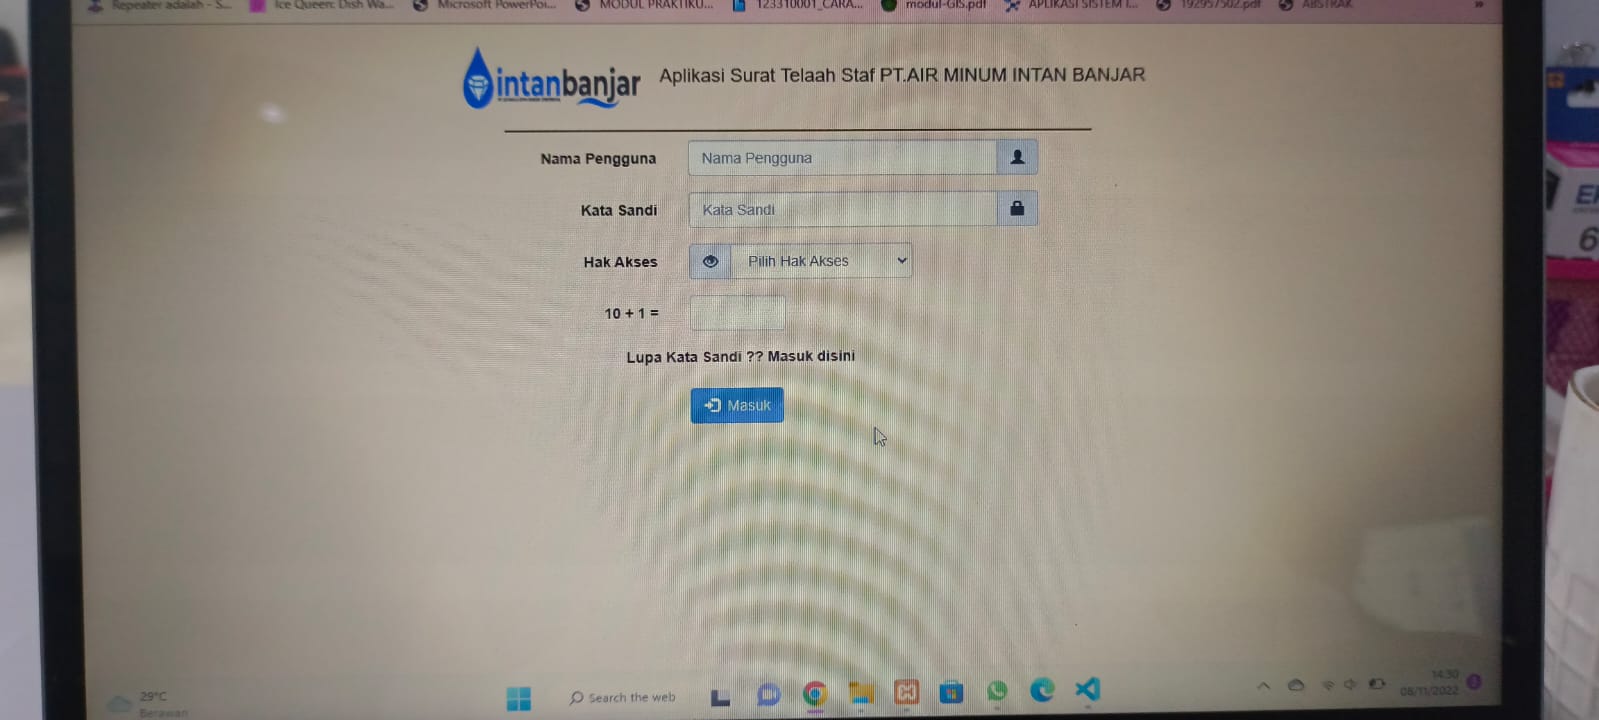 Repeater adalah - S...
Ice Queen: Dish Wa...
Microsoft PowerPoi...
MODUL PRAKTIKU...
123310001_CARA...
modul-GIS.pdf
APLIKASI SISTEM I...
192957502.pdf
ABSTRAK
»
intanbanjar
Aplikasi Surat Telaah Staf PT.AIR MINUM INTAN BANJAR
Nama Pengguna
Nama Pengguna
Kata Sandi
Kata Sandi
Hak Akses
Pilih Hak Akses
10 + 1 =
Lupa Kata Sandi ?? Masuk disini
Masuk
29°C
Berawan
Search the web
14:30
08/11/2022
6